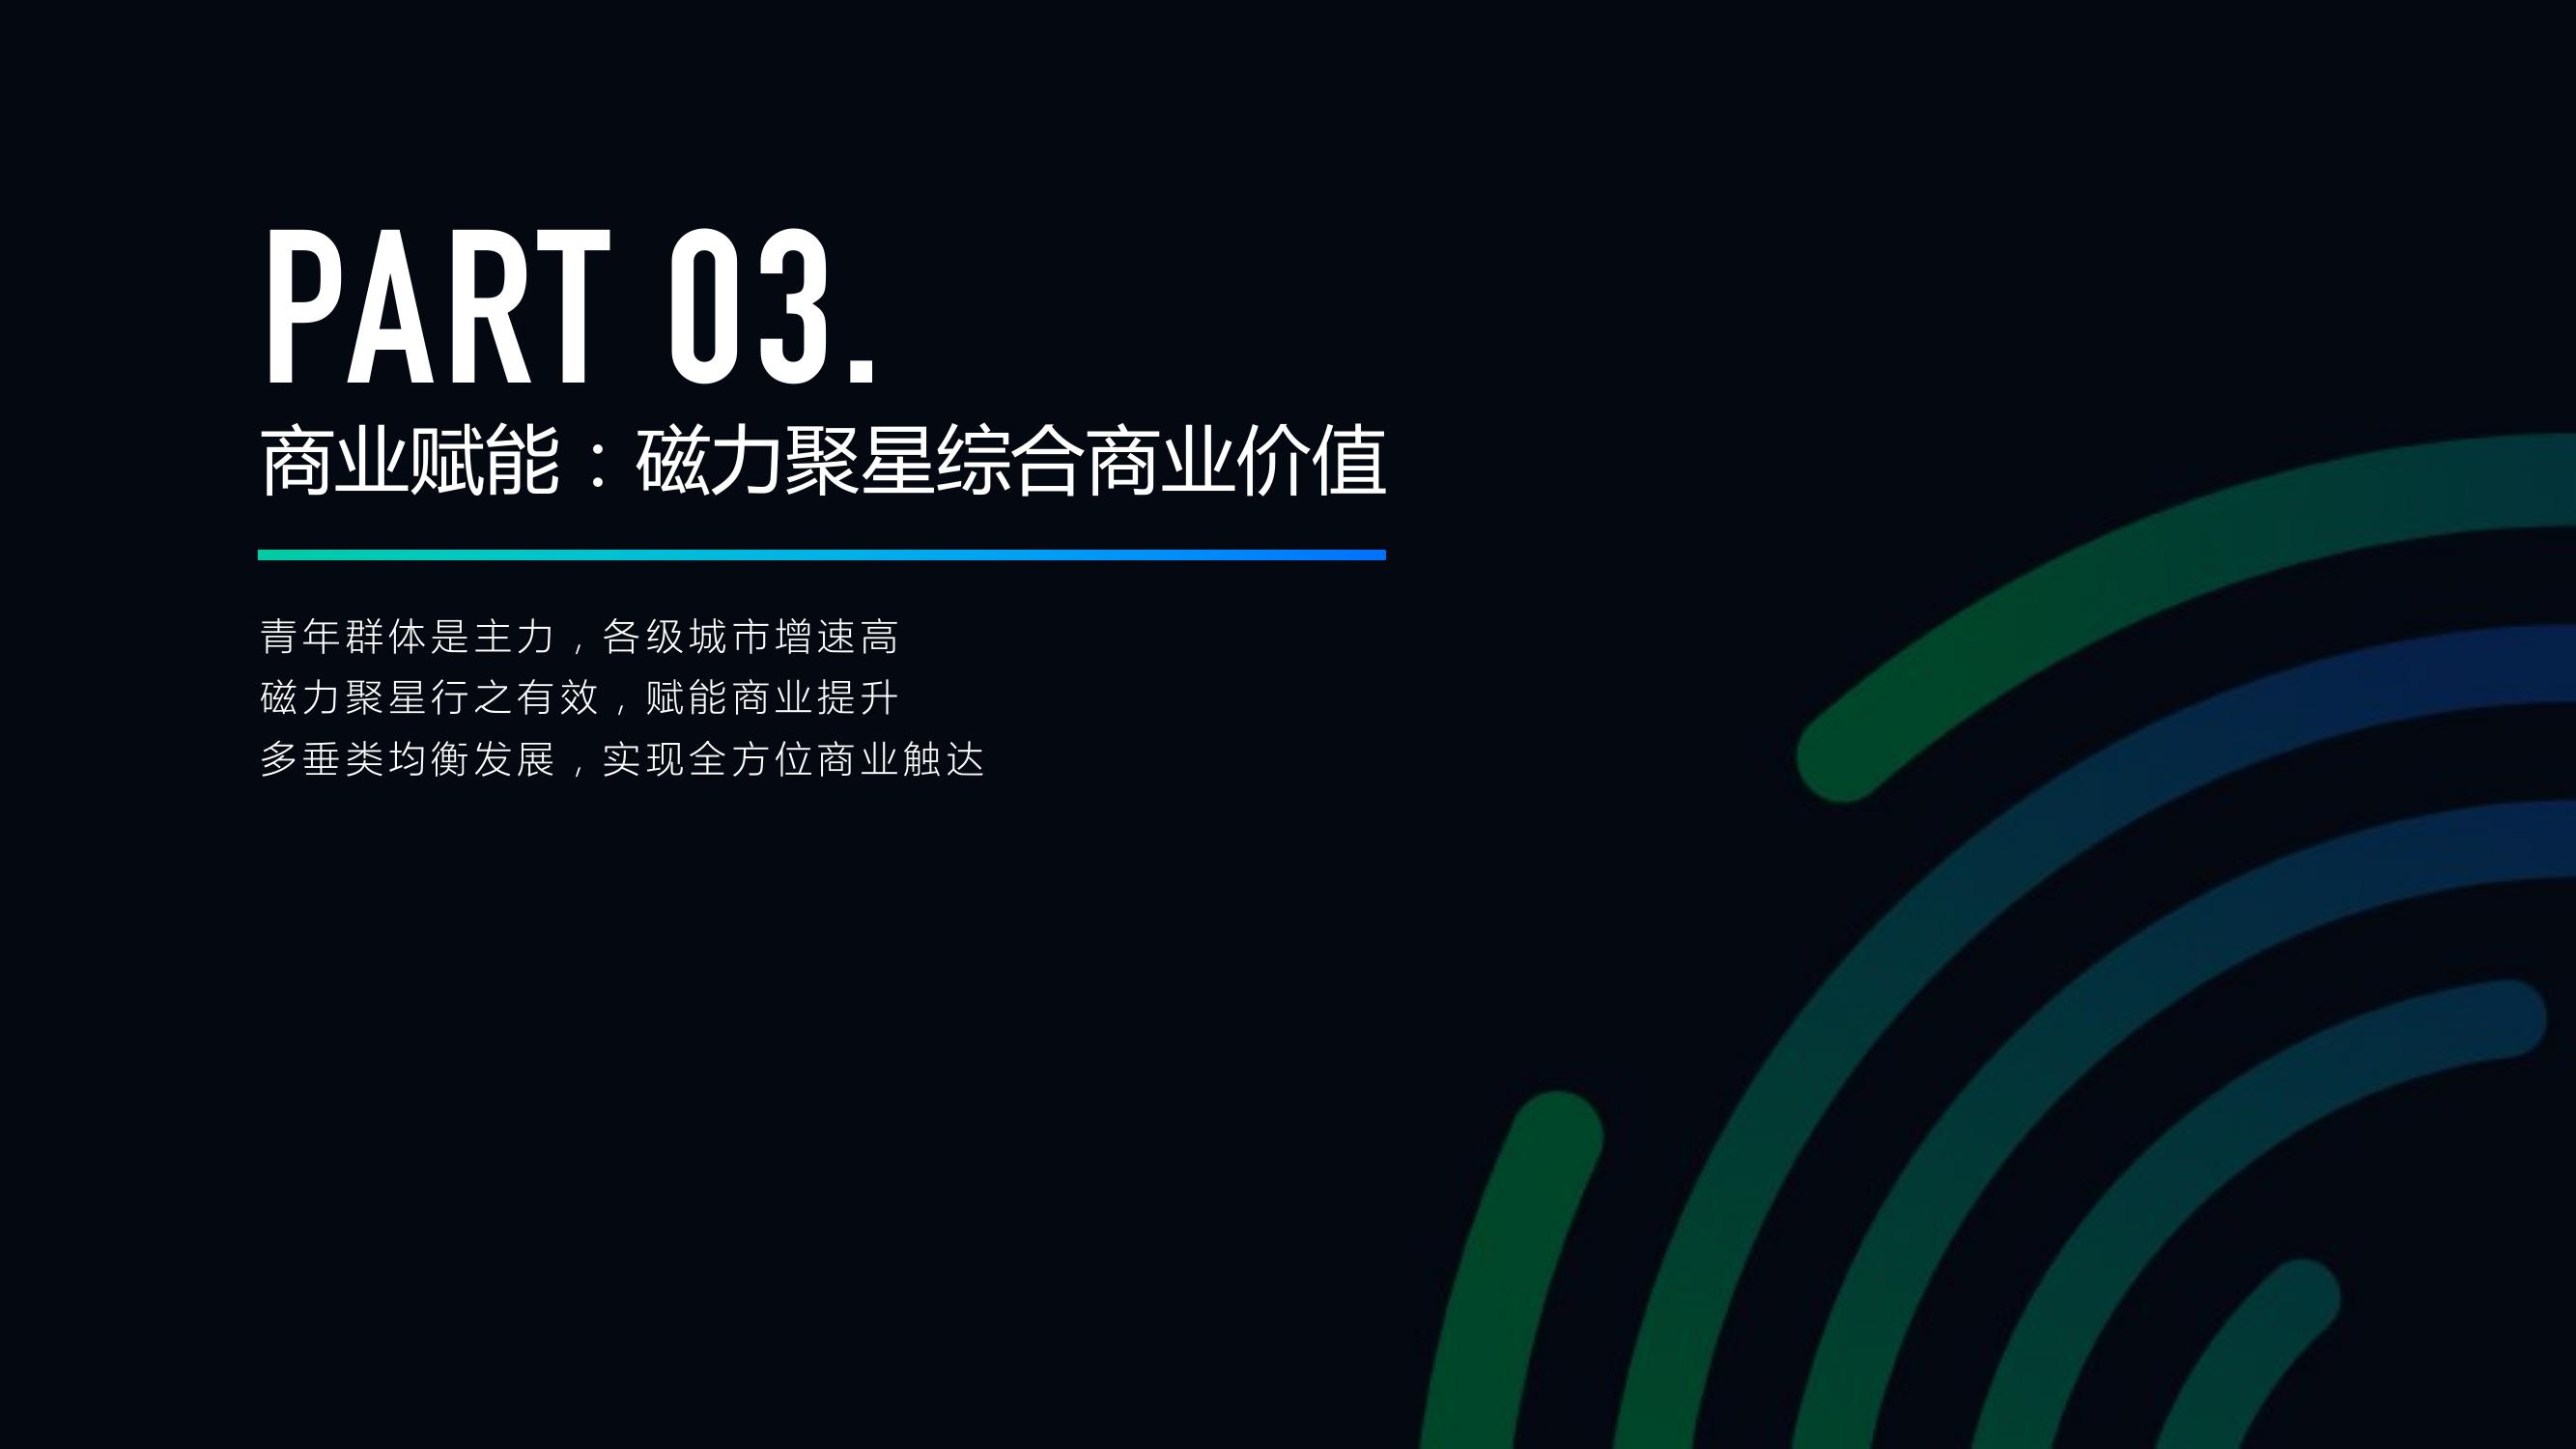 PART 03.
商业赋能：磁力聚星综合商业价值
青年群体是主力，各级城市增速高
磁力聚星行之有效，赋能商业提升
多垂类均衡发展，实现全方位商业触达